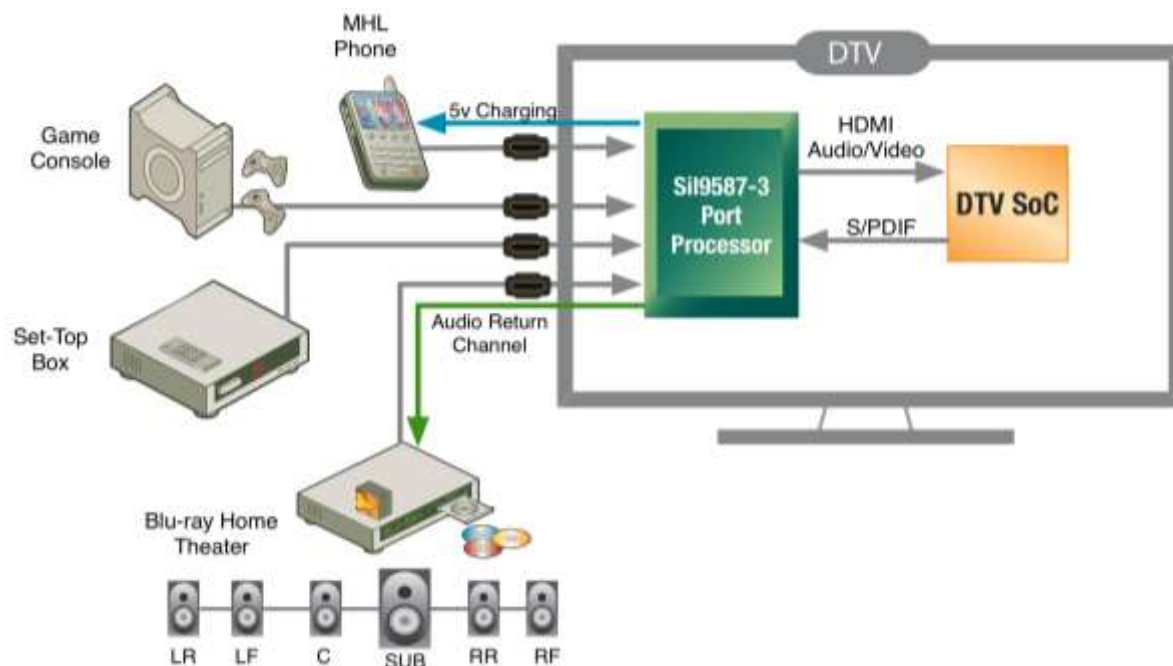 MHL
Phone
DTV
5v Charging
Game
Console
HDMI
Audio/Video
SiI9587-3
Port
Processor
DTV SoC
S/PDIF
Audio Return
Channel
Set-Top
Box
Blu-ray Home
Theater
LR LF C SUB RR RF